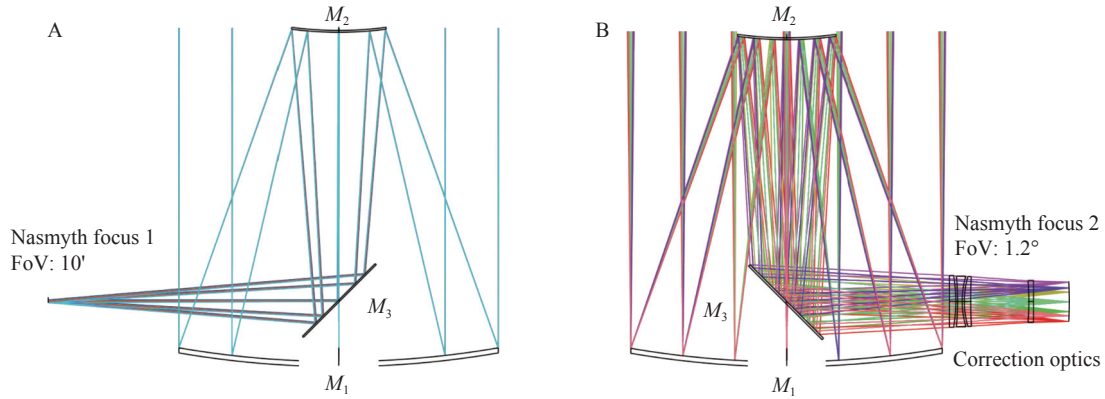 A
M₂
Nasmyth focus 1
FoV: 10'
M₃
M₁
B
M₂
Nasmyth focus 2
FoV: 1.2°
M₃
Correction optics
M₁